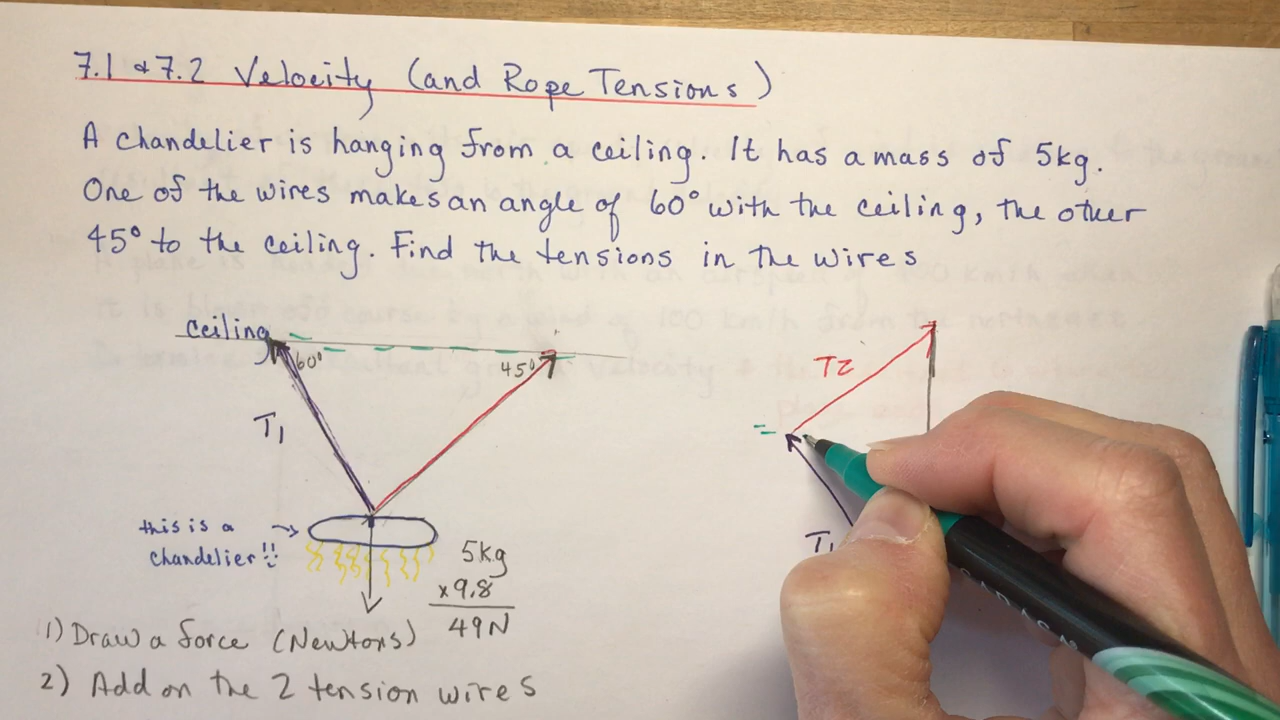 7.1 & 7.2 Velocity (and Rope Tensions)
A chandelier is hanging from a ceiling. It has a mass of 5kg.
One of the wires makes an angle of 60° with the ceiling, the other
45° to the ceiling. Find the tensions in the wires
ceiling
60°
45°
T1
this is a
chandelier!!
5kg
x9.8
49N
1) Draw a force (Newtons)
2) Add on the 2 tension wires
T2
T1